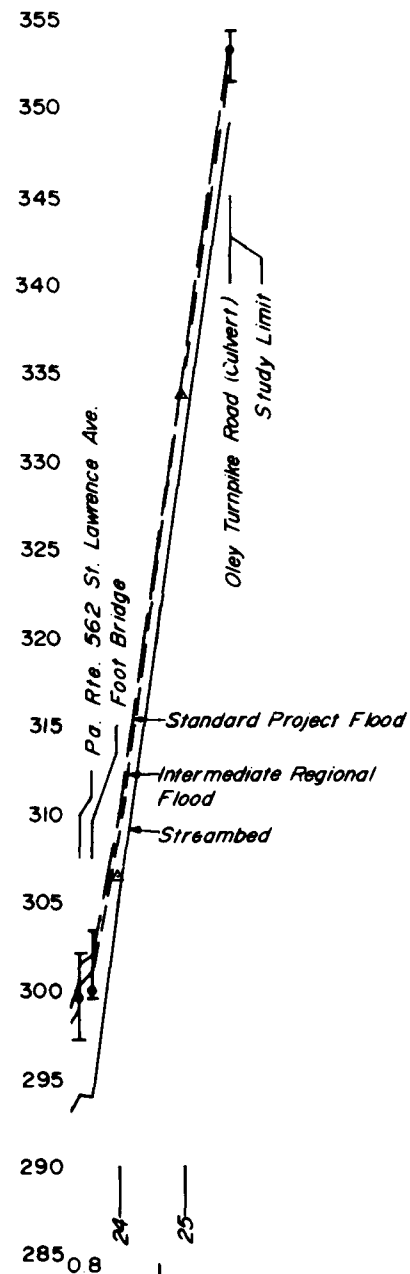 355
350
345
340
335
330
325
320
315
310
305
300
295
290
285
Oley Turnpike Road (Culvert)
Study Limit
Pa. Rte. 562 St. Lawrence Ave.
Foot Bridge
Standard Project Flood
Intermediate Regional
Flood
Streambed
24
25
0.8